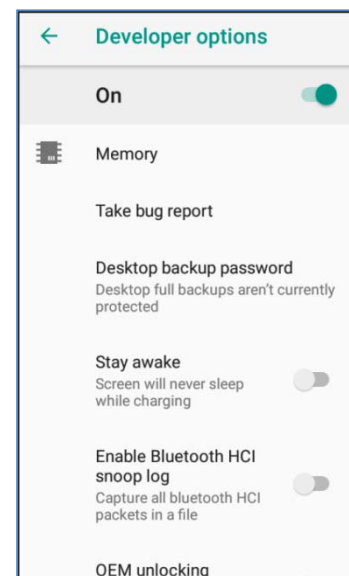 Developer options
On
Memory
Take bug report
Desktop backup password
Desktop full backups aren't currently
protected
Stay awake
Screen will never sleep
while charging
Enable Bluetooth HCI
snoop log
Capture all bluetooth HCI
packets in a file
OEM unlocking